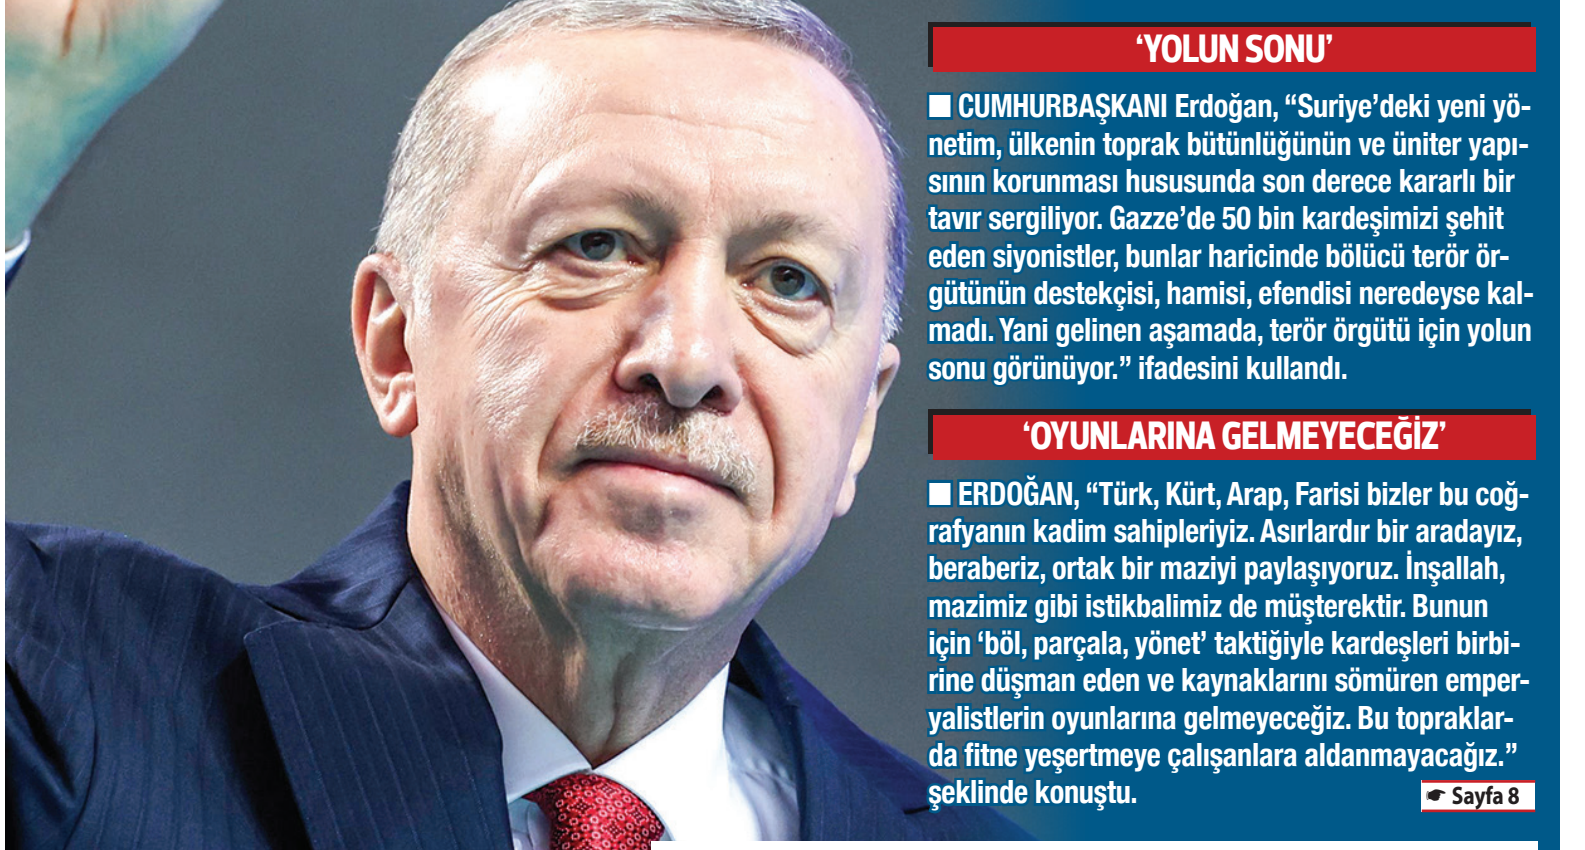 ‘YOLUN SONU’
■ CUMHURBAŞKANI Erdoğan, “Suriye’deki yeni yö-
netim, ülkenin toprak bütünlüğünün ve üniter yapı-
sının korunması hususunda son derece kararlı bir
tavır sergiliyor. Gazze’de 50 bin kardeşimizi şehit
eden siyonistler, bunlar haricinde bölücü terör ör-
gütünün destekçisi, hamisi, efendisi neredeyse kal-
madı. Yani gelinen aşamada, terör örgütü için yolun
sonu görünüyor.” ifadesini kullandı.
‘OYUNLARINA GELMEYECEĞİZ’
■ ERDOĞAN, “Türk, Kürt, Arap, Farisi bizler bu coğ-
rafyanın kadim sahipleriyiz. Asırlardır bir aradayız,
beraberiz, ortak bir maziyi paylaşıyoruz. İnşallah,
mazimiz gibi istikbalimiz de müşterektir. Bunun
için ‘böl, parçala, yönet’ taktiğiyle kardeşleri birbi-
rine düşman eden ve kaynaklarını sömüren emper-
yalistlerin oyunlarına gelmeyeceğiz. Bu topraklar-
da fitne yeşertmeye çalışanlara aldanmayacağız.”
şeklinde konuştu.
☛ Sayfa 8